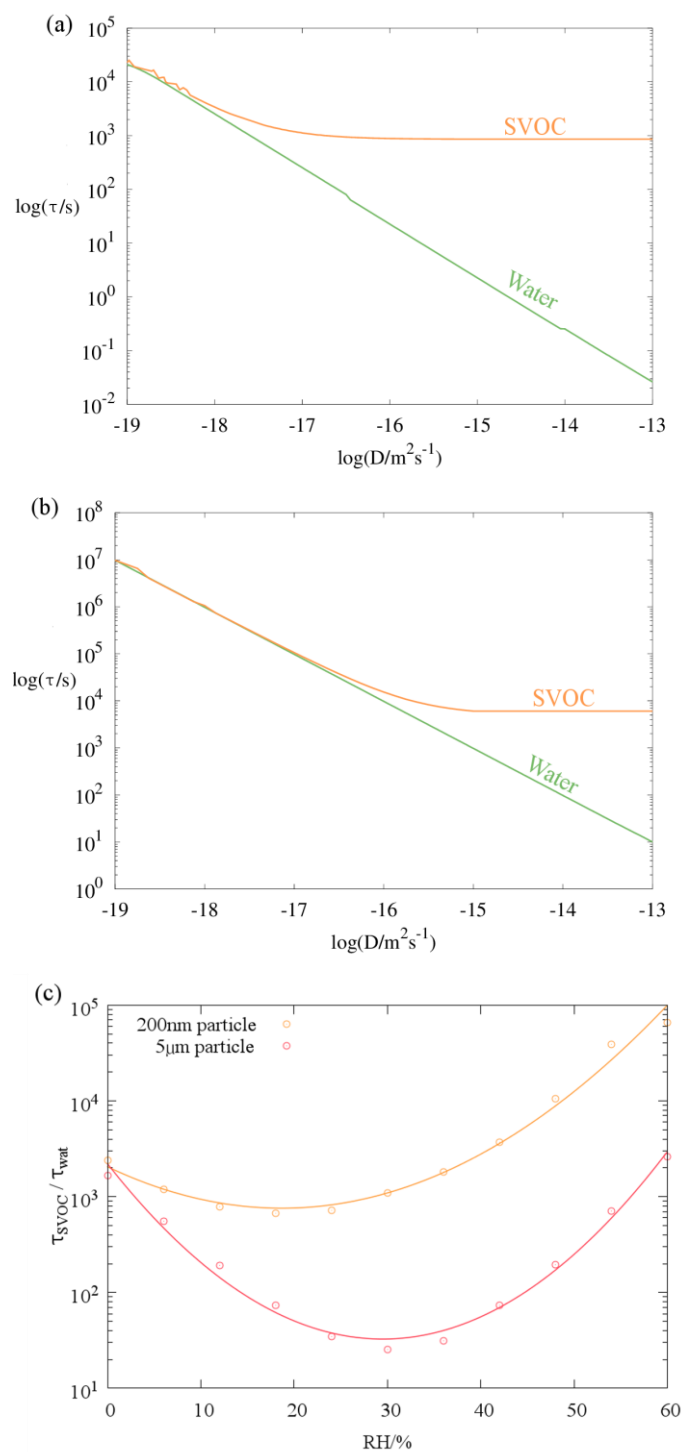 (a)
10^5
10^4
10^3
10^2
10^1
10^0
10^-1
10^-2
log(τ/s)
SVOC
Water
-19 -18 -17 -16 -15 -14 -13
log(D/m^2s^-1)
(b)
10^8
10^7
10^6
10^5
10^4
10^3
10^2
10^1
10^0
log(τ/s)
SVOC
Water
-19 -18 -17 -16 -15 -14 -13
log(D/m^2s^-1)
(c)
10^5
10^4
10^3
10^2
10^1
τSVOC / τwat
200nm particle
5μm particle
0 10 20 30 40 50 60
RH/%